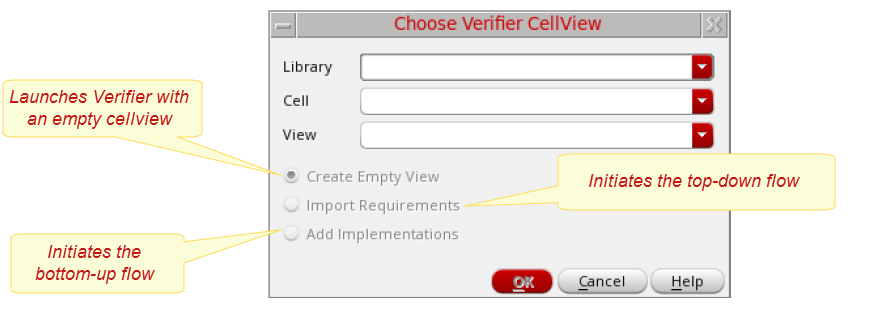 Choose Verifier CellView
Library
Cell
View
Launches Verifier with
an empty cellview
Create Empty View
Import Requirements
Add Implementations
Initiates the top-down flow
Initiates the
bottom-up flow
OK
Cancel
Help